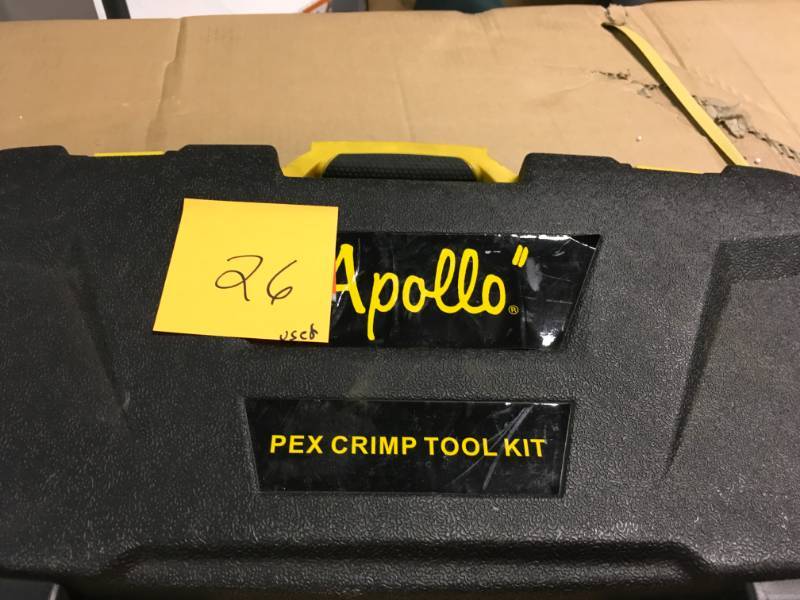 26
used
"Apollo"®
PEX CRIMP TOOL KIT